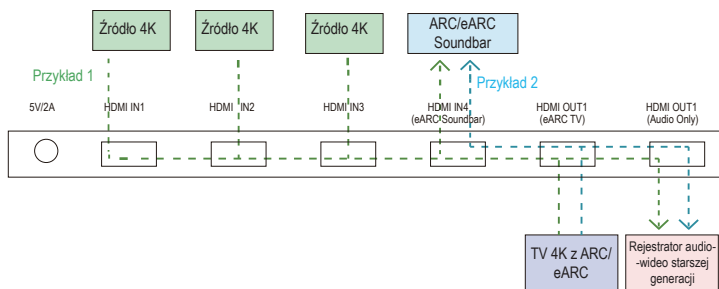 Źródło 4K
Źródło 4K
Źródło 4K
ARC/eARC
Soundbar
Przykład 1
Przykład 2
5V/2A
HDMI IN1
HDMI IN2
HDMI IN3
HDMI IN4
(eARC Soundbar)
HDMI OUT1
(eARC TV)
HDMI OUT1
(Audio Only)
TV 4K z ARC/
eARC
Rejestrator audio-
-wideo starszej
generacji